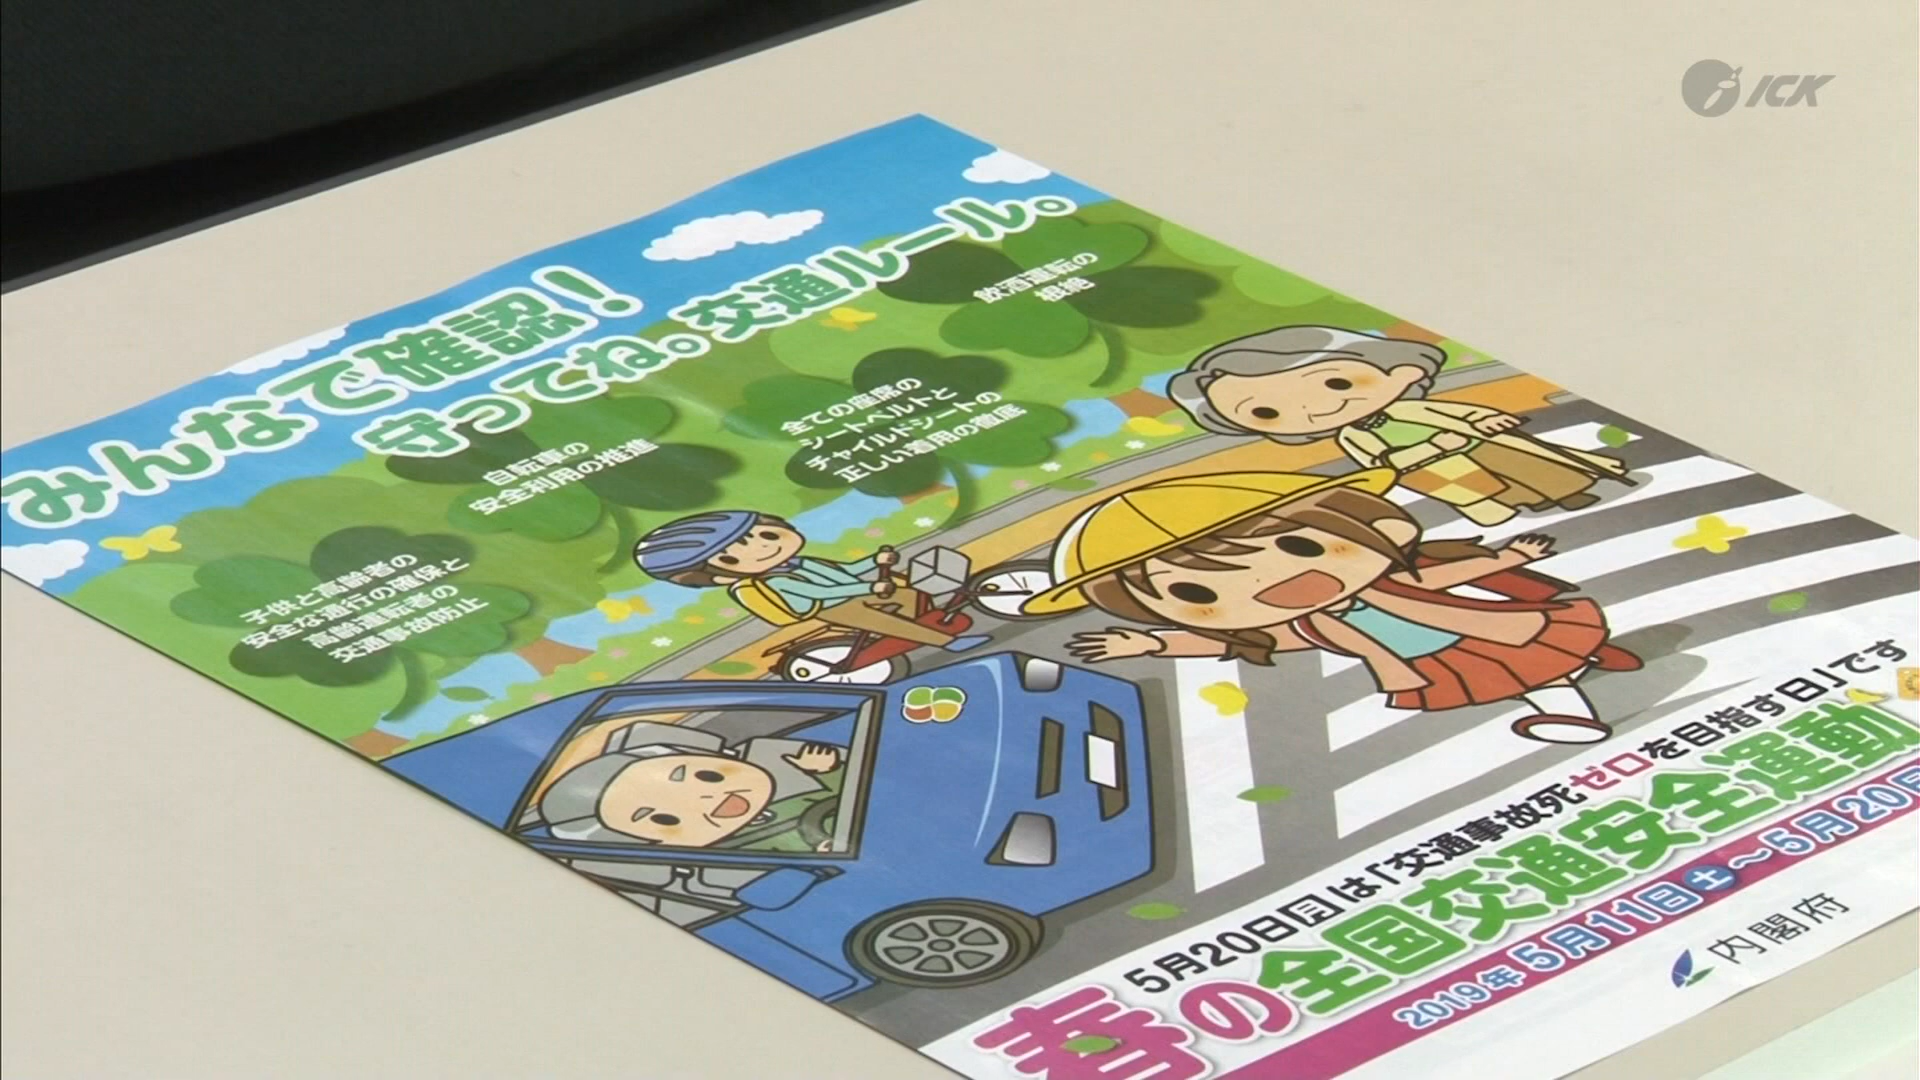 ICK
みんなで確認!
守ってね。交通ルール。
子供と高齢者の
安全な通行の確保と
高齢運転者の
交通事故防止
自転車の
安全利用の推進
全ての座席の
シートベルトと
チャイルドシートの
正しい着用の徹底
飲酒運転の
根絶
5月20日月は「交通事故死ゼロを目指す日」です
春の全国交通安全運動
2019年5月11日土～5月20日
内閣府